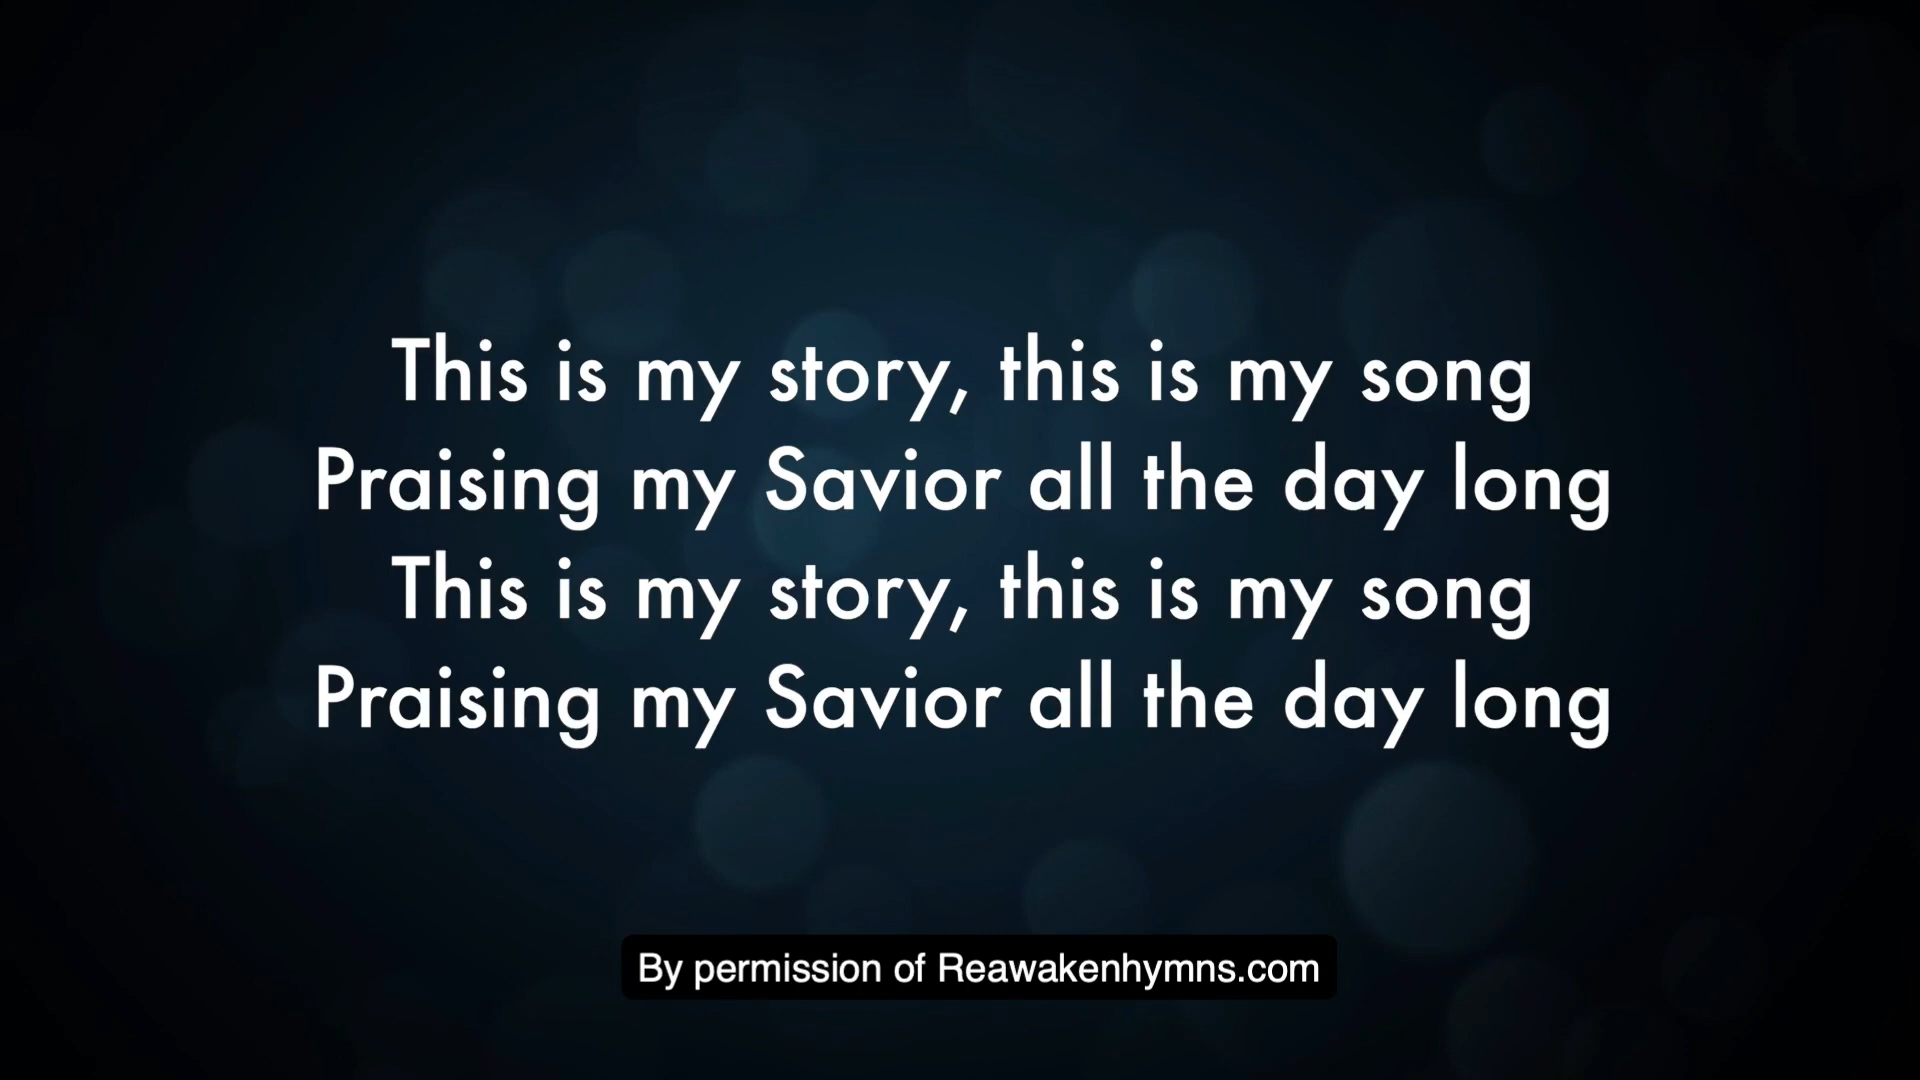 This is my story, this is my song
Praising my Savior all the day long
This is my story, this is my song
Praising my Savior all the day long
By permission of Reawakenhymns.com